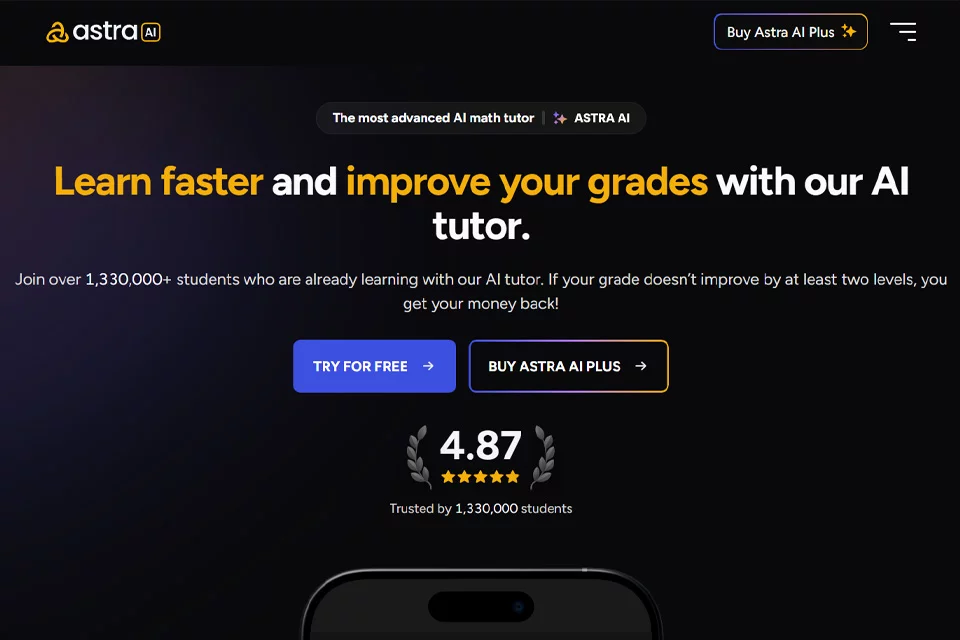 astra AI
Buy Astra AI Plus
The most advanced AI math tutor | ASTRA AI
Learn faster and improve your grades with our AI
tutor.
Join over 1,330,000+ students who are already learning with our AI tutor. If your grade doesn’t improve by at least two levels, you
get your money back!
TRY FOR FREE →
BUY ASTRA AI PLUS →
4.87
Trusted by 1,330,000 students